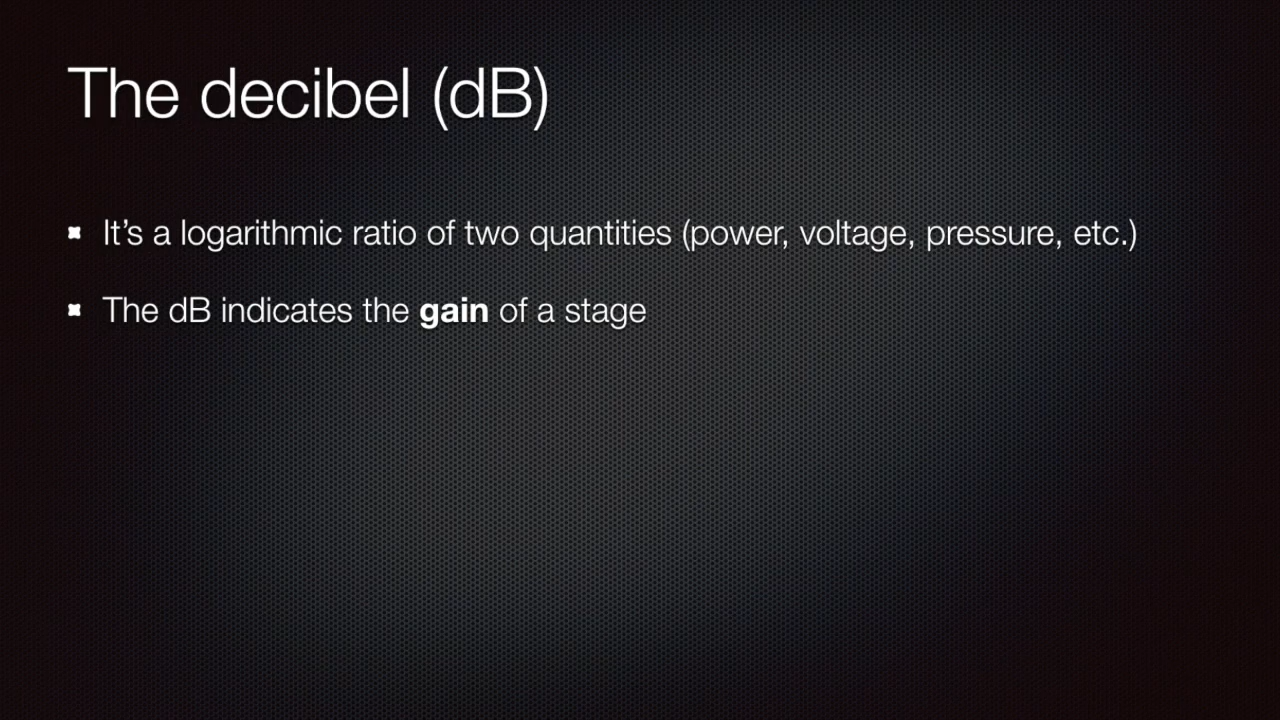 The decibel (dB)
It’s a logarithmic ratio of two quantities (power, voltage, pressure, etc.)
The dB indicates the gain of a stage